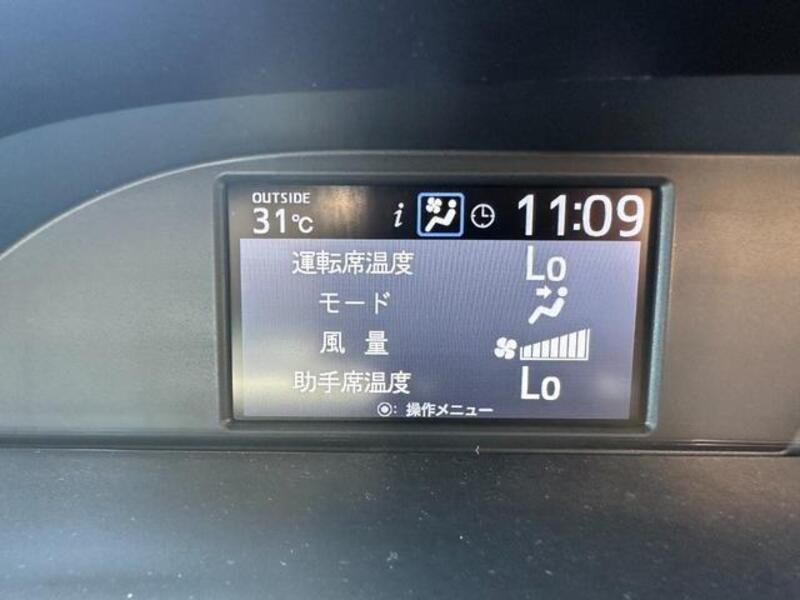 OUTSIDE
31℃ i 11:09
運転席温度 Lo
モード
風量
助手席温度 Lo
◉: 操作メニュー